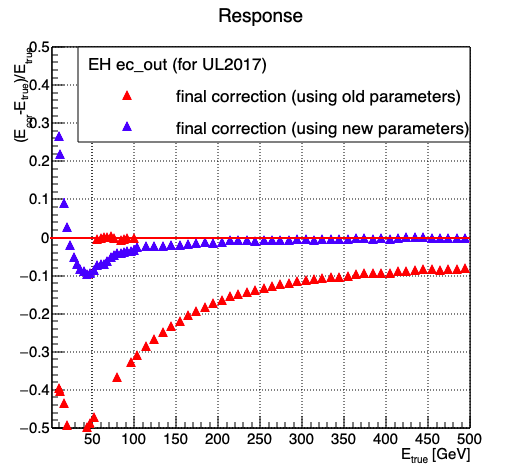 Response
(E_corr-E_true)/E_true
EH ec_out (for UL2017)
final correction (using old parameters)
final correction (using new parameters)
0.5
0.4
0.3
0.2
0.1
0
−0.1
−0.2
−0.3
−0.4
−0.5
50 100 150 200 250 300 350 400 450 500
E_true [GeV]